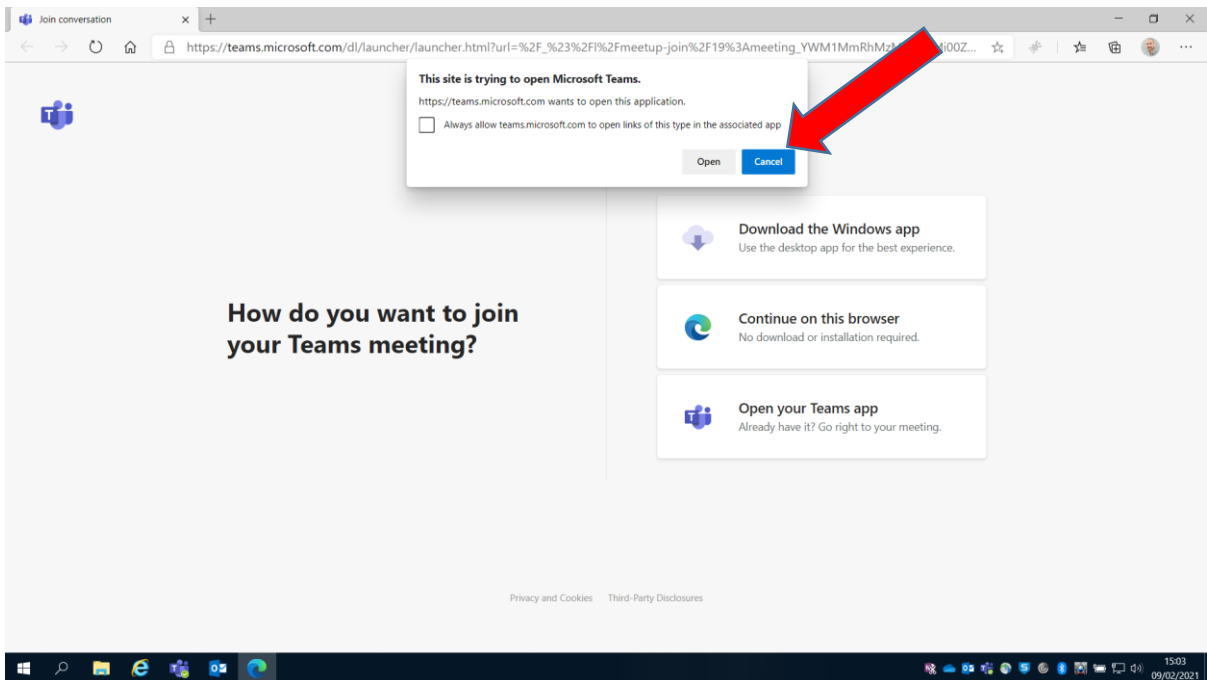 Join conversation
https://teams.microsoft.com/dl/launcher/launcher.html?url=%2F_%23%2Fl%2Fmeetup-join%2F19%3Ameeting_YWM1MmRhMz
This site is trying to open Microsoft Teams.
https://teams.microsoft.com wants to open this application.
Always allow teams.microsoft.com to open links of this type in the associated app
Open
Cancel
How do you want to join
your Teams meeting?
Download the Windows app
Use the desktop app for the best experience.
Continue on this browser
No download or installation required.
Open your Teams app
Already have it? Go right to your meeting.
Privacy and Cookies Third-Party Disclosures
15:03
09/02/2021